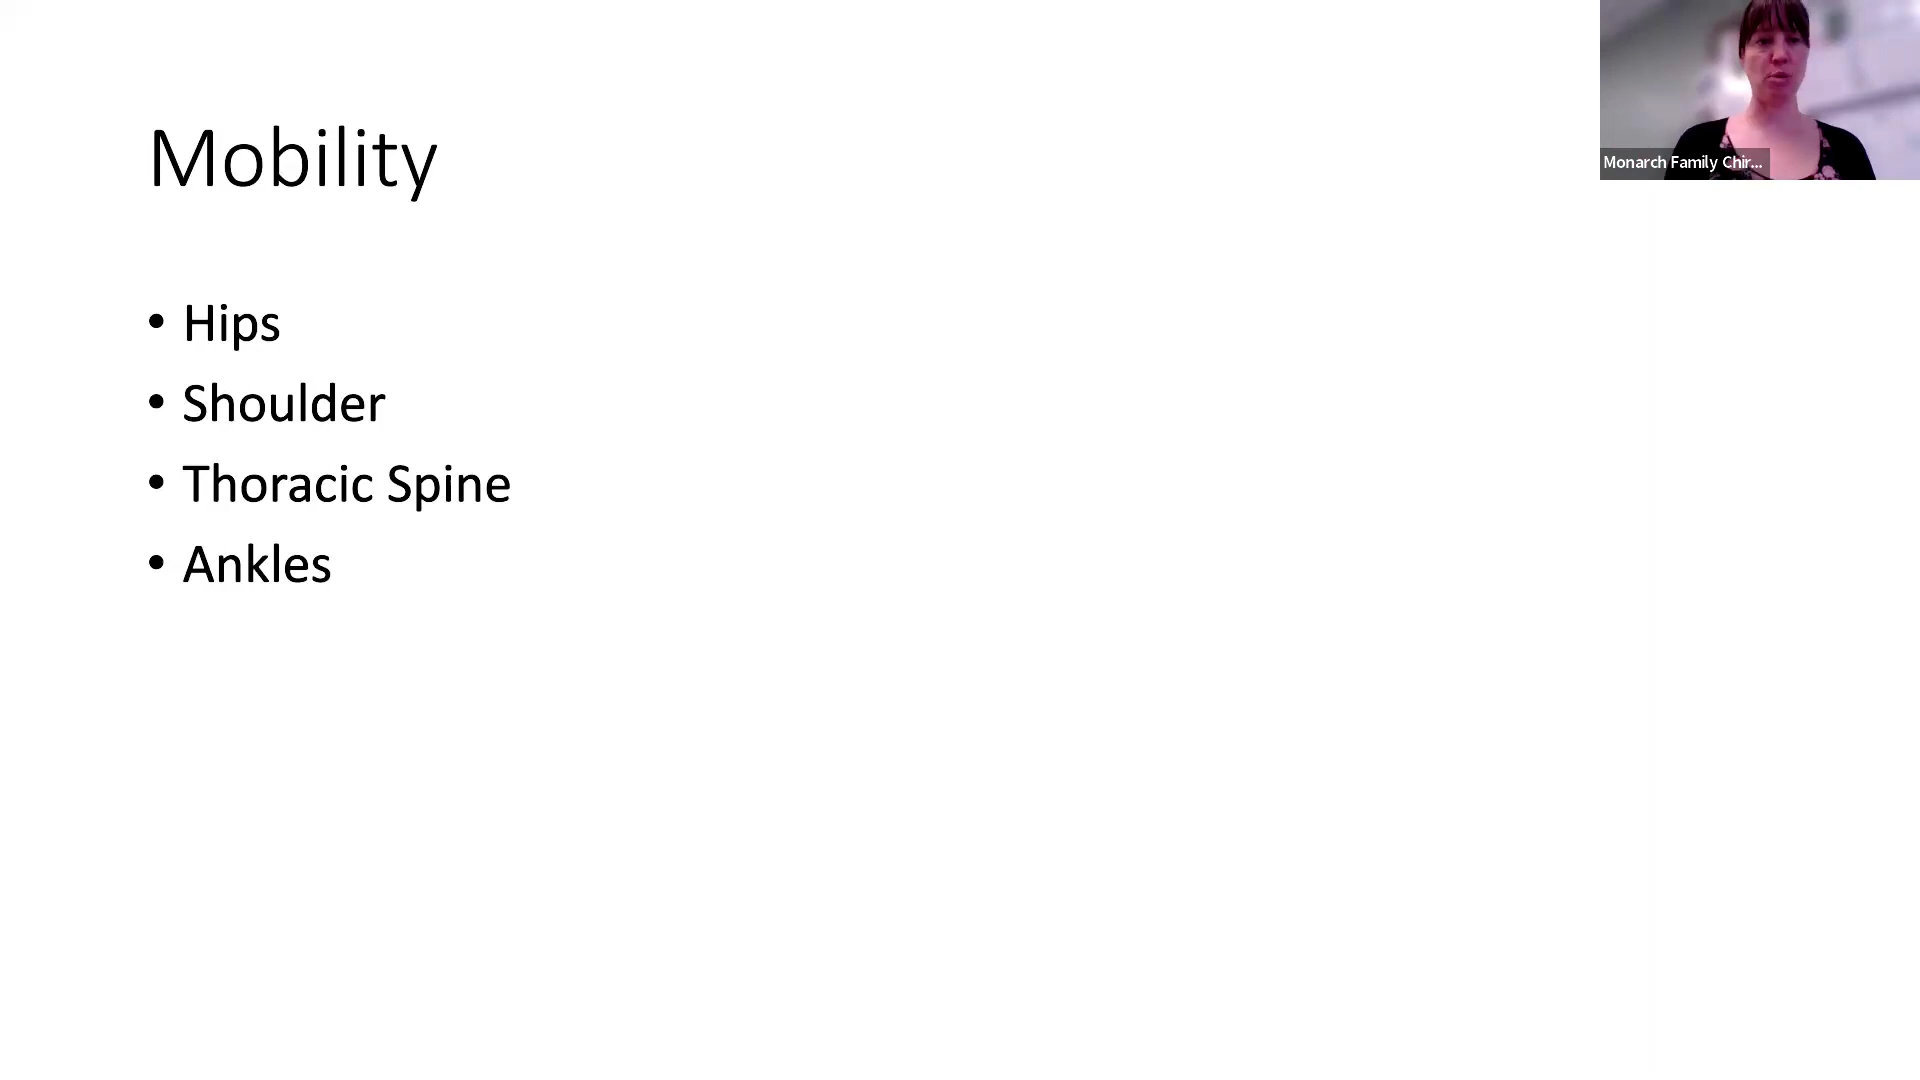 Mobility
• Hips
• Shoulder
• Thoracic Spine
• Ankles
Monarch Family Chir...